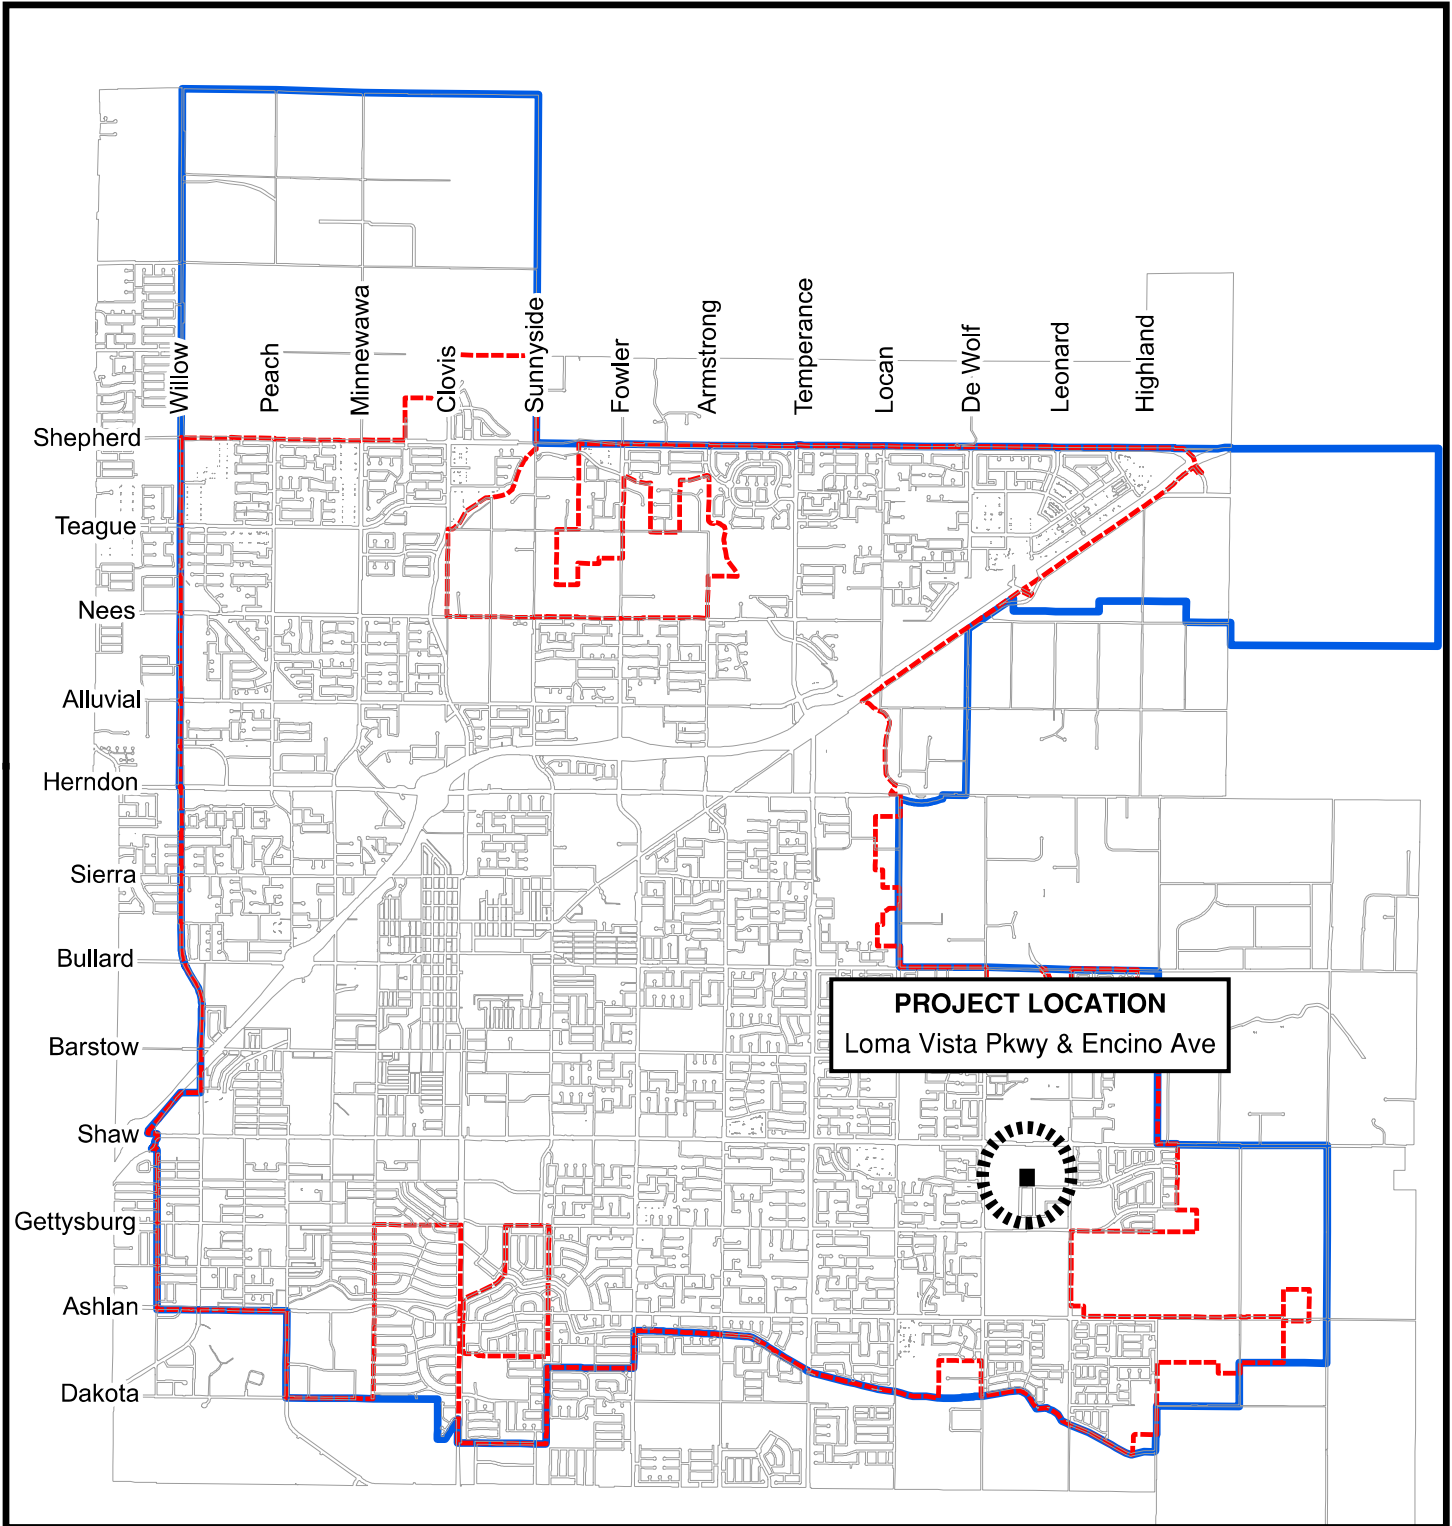 Willow
Peach
Minnewawa
Clovis
Sunnyside
Fowler
Armstrong
Temperance
Locan
De Wolf
Leonard
Highland
Shepherd
Teague
Nees
Alluvial
Herndon
Sierra
Bullard
Barstow
Shaw
Gettysburg
Ashlan
Dakota
PROJECT LOCATION
Loma Vista Pkwy & Encino Ave